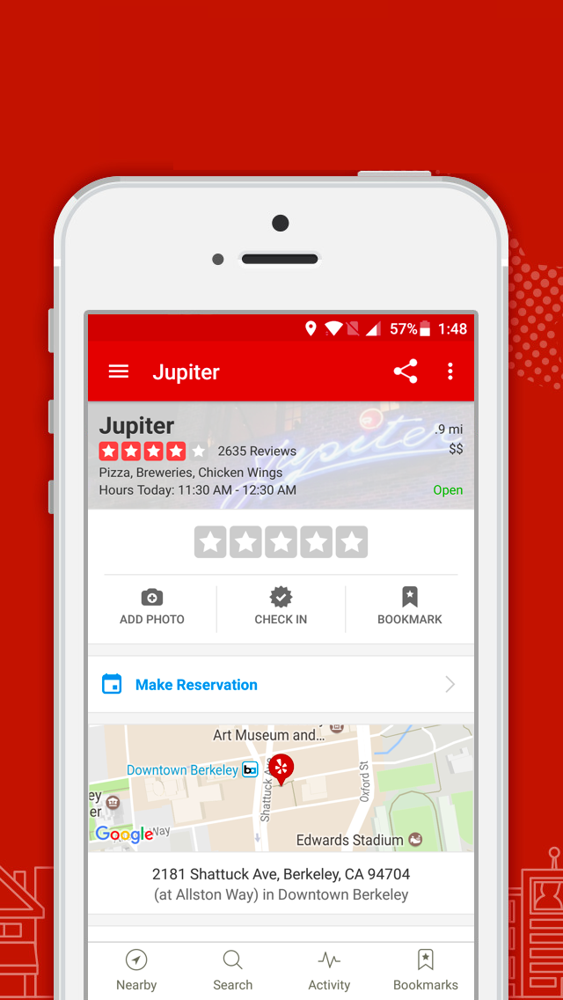 57% 1:48
Jupiter
Jupiter
.9 mi
2635 Reviews
$$
jupiter
Pizza, Breweries, Chicken Wings
Hours Today: 11:30 AM - 12:30 AM
Open
ADD PHOTO
CHECK IN
BOOKMARK
Make Reservation
Art Museum and...
Downtown Berkeley
ba
Shattuck Ave
Oxford St
ey
er
Google
Way
Edwards Stadium
2181 Shattuck Ave, Berkeley, CA 94704
(at Allston Way) in Downtown Berkeley
Nearby
Search
Activity
Bookmarks